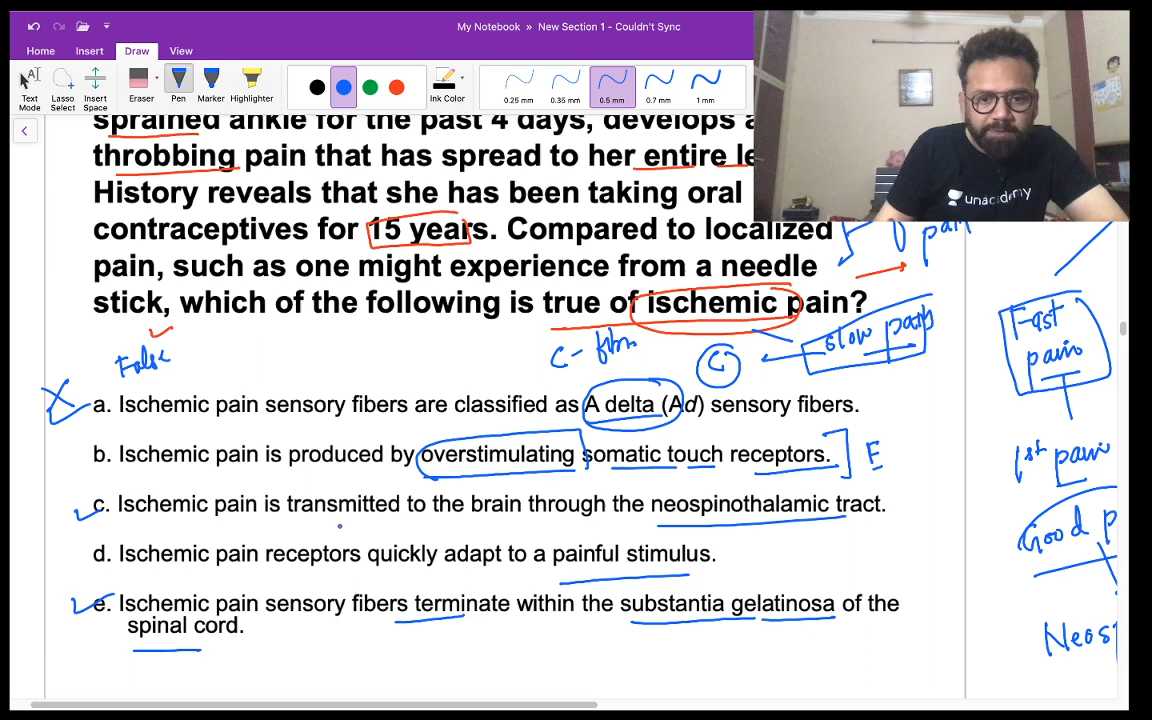 My Notebook » New Section 1 - Couldn't Sync
Home Insert Draw View
Text Mode
Lasso Select
Insert Space
Eraser
Pen
Marker
Highlighter
Ink Color
0.25 mm
0.35 mm
0.5 mm
0.7 mm
1 mm
unacademy
sprained ankle for the past 4 days, develops a
throbbing pain that has spread to her entire le
History reveals that she has been taking oral
contraceptives for 15 years. Compared to localized
pain, such as one might experience from a needle
stick, which of the following is true of ischemic pain?
pain
False
C - fibre
C
slow pain
Fast
pain
a. Ischemic pain sensory fibers are classified as A delta (Ad) sensory fibers.
b. Ischemic pain is produced by overstimulating somatic touch receptors.
F
1st pain
c. Ischemic pain is transmitted to the brain through the neospinothalamic tract.
Good p
d. Ischemic pain receptors quickly adapt to a painful stimulus.
e. Ischemic pain sensory fibers terminate within the substantia gelatinosa of the
spinal cord.
Neosp